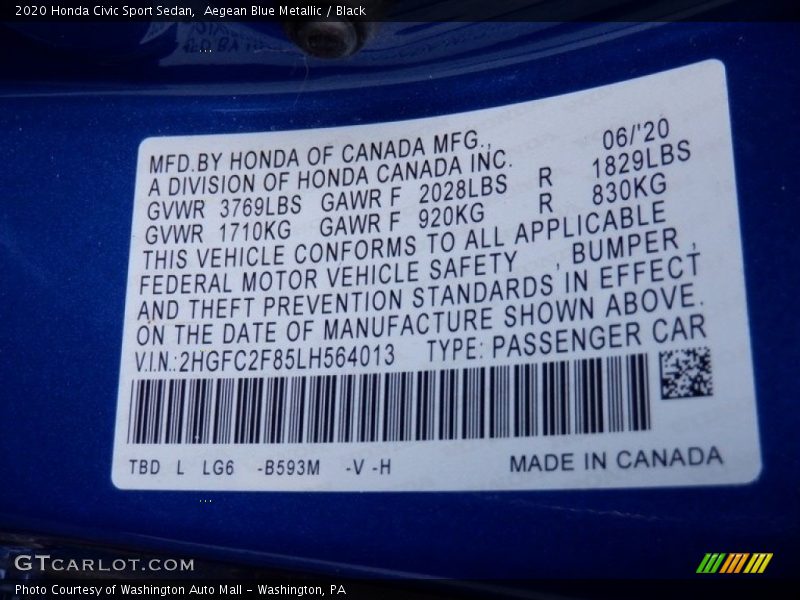 2020 Honda Civic Sport Sedan,  Aegean Blue Metallic / Black
MFD.BY HONDA OF CANADA MFG., 06/'20
A DIVISION OF HONDA CANADA INC.
GVWR 3769LBS GAWR F 2028LBS R 1829LBS
GVWR 1710KG GAWR F 920KG R 830KG
THIS VEHICLE CONFORMS TO ALL APPLICABLE
FEDERAL MOTOR VEHICLE SAFETY , BUMPER ,
AND THEFT PREVENTION STANDARDS IN EFFECT
ON THE DATE OF MANUFACTURE SHOWN ABOVE.
V.I.N.:2HGFC2F85LH564013 TYPE: PASSENGER CAR
TBD L LG6 -B593M -V -H MADE IN CANADA
GTCARLOT.COM
Photo Courtesy of Washington Auto Mall - Washington, PA